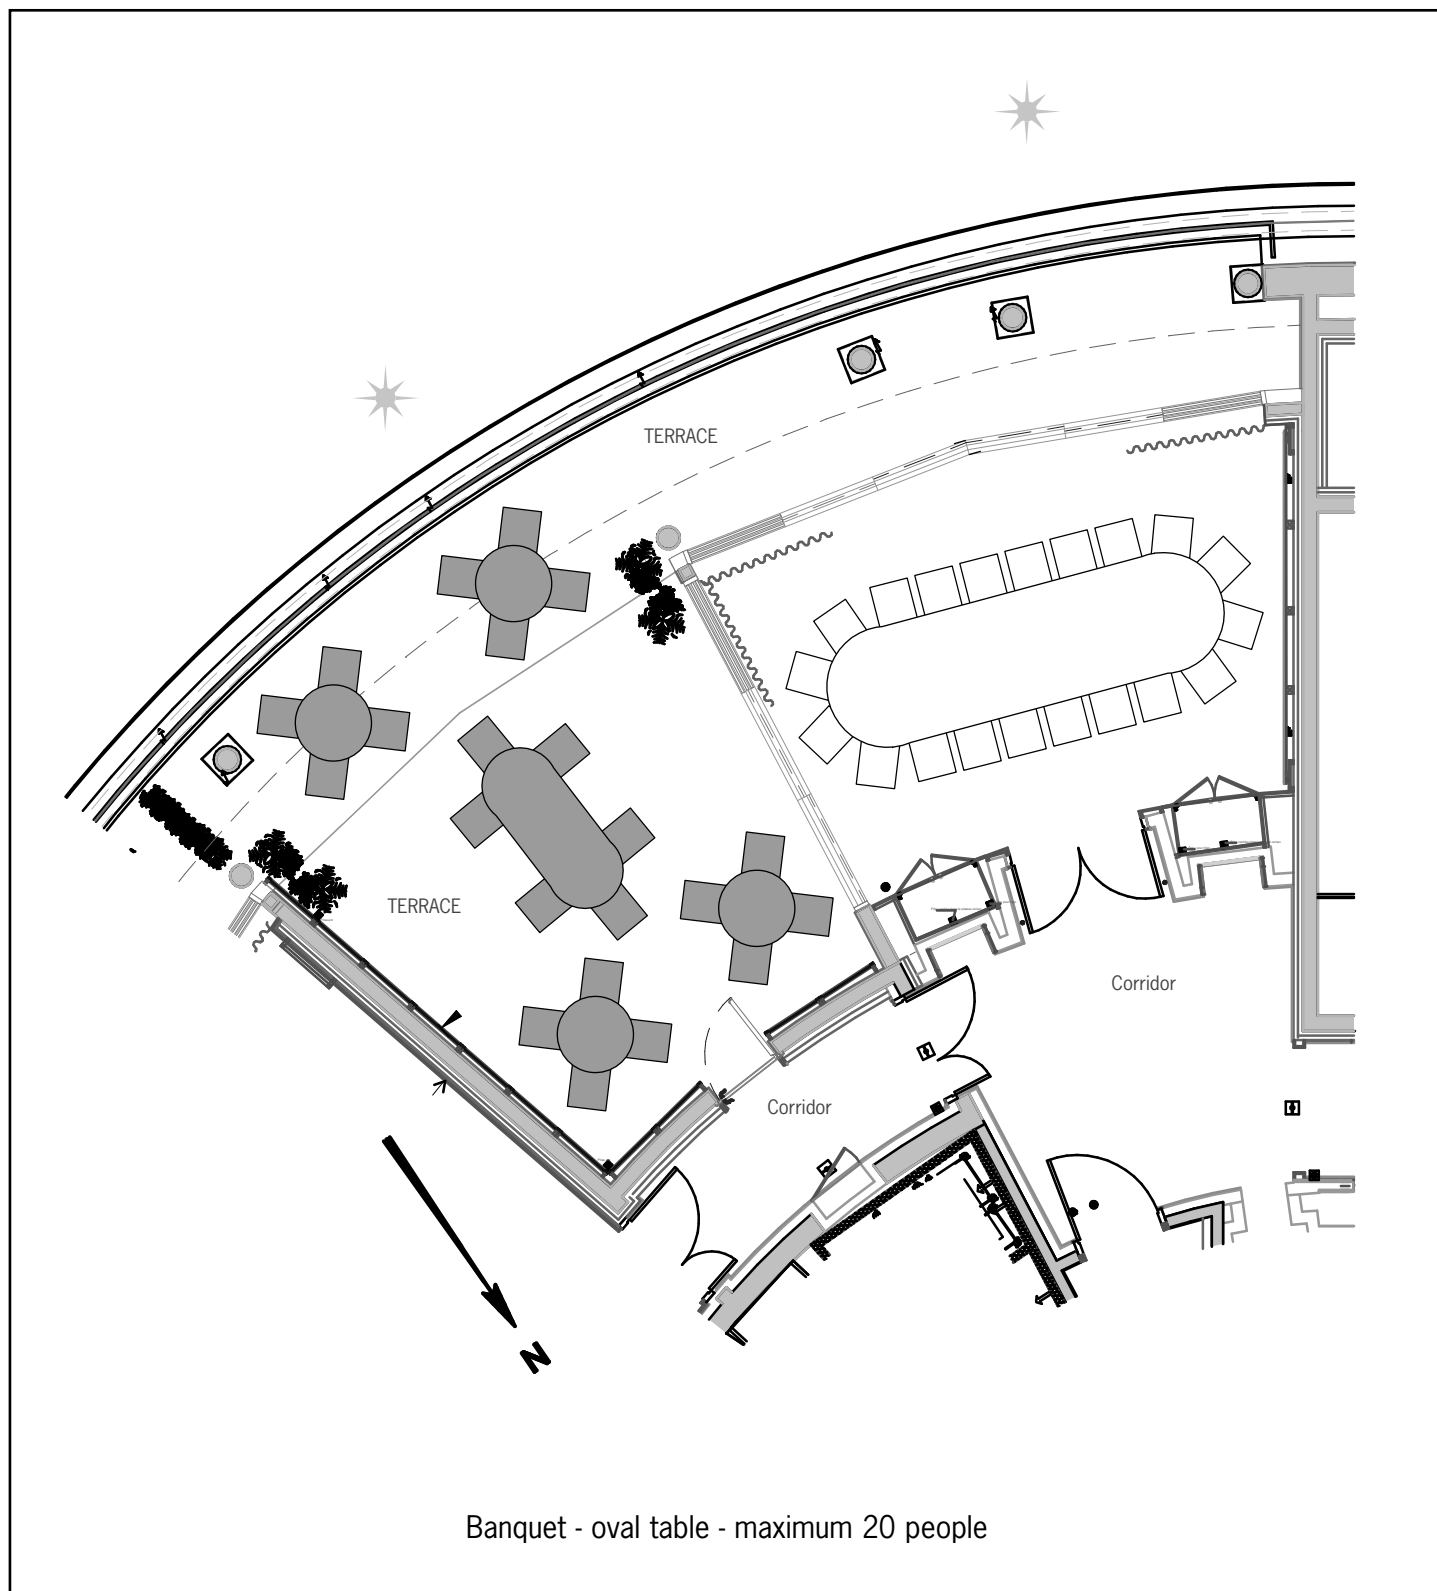 TERRACE
TERRACE
Corridor
Corridor
N
Banquet - oval table - maximum 20 people